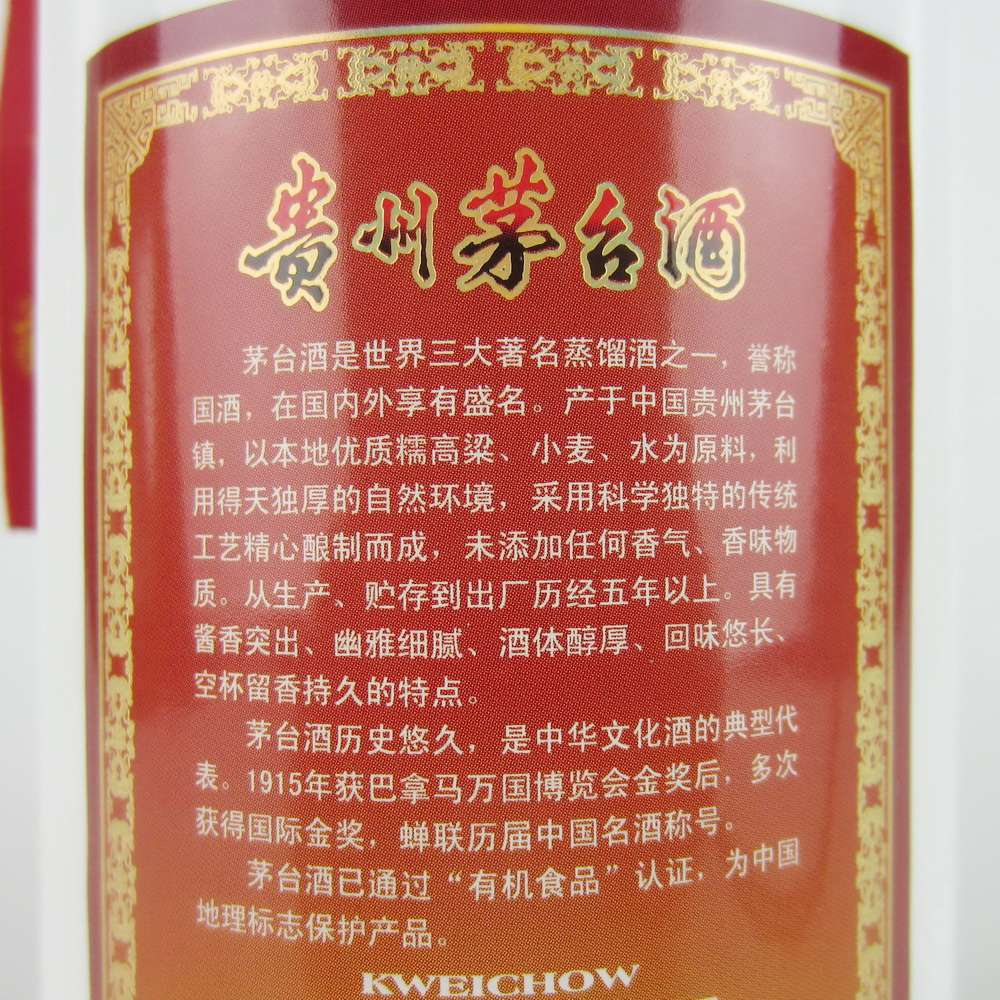 贵州茅台酒
茅台酒是世界三大著名蒸馏酒之一，誉称
国酒，在国内外享有盛名。产于中国贵州茅台
镇，以本地优质糯高粱、小麦、水为原料，利
用得天独厚的自然环境，采用科学独特的传统
工艺精心酿制而成，未添加任何香气、香味物
质。从生产、贮存到出厂历经五年以上。具有
酱香突出、幽雅细腻、酒体醇厚、回味悠长、
空杯留香持久的特点。
茅台酒历史悠久，是中华文化酒的典型代
表。1915年获巴拿马万国博览会金奖后，多次
获得国际金奖，蝉联历届中国名酒称号。
茅台酒已通过“有机食品”认证，为中国
地理标志保护产品。
KWEICHOW